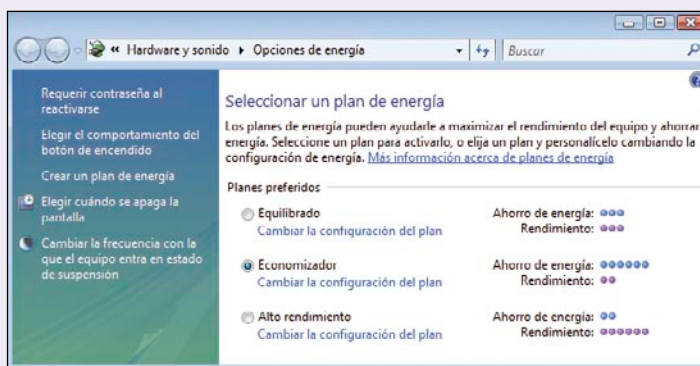 « Hardware y sonido ▸ Opciones de energía
Buscar
Requerir contraseña al
reactivarse
Elegir el comportamiento del
botón de encendido
Crear un plan de energía
Elegir cuándo se apaga la
pantalla
Cambiar la frecuencia con la
que el equipo entra en estado
de suspensión
Seleccionar un plan de energía
Los planes de energía pueden ayudarle a maximizar el rendimiento del equipo y ahorrar
energía. Seleccione un plan para activarlo, o elija un plan y personalícelo cambiando la
configuración de energía. Más información acerca de planes de energía
Planes preferidos
Equilibrado Ahorro de energía:
Cambiar la configuración del plan Rendimiento:
Economizador Ahorro de energía:
Cambiar la configuración del plan Rendimiento:
Alto rendimiento Ahorro de energía:
Cambiar la configuración del plan Rendimiento: